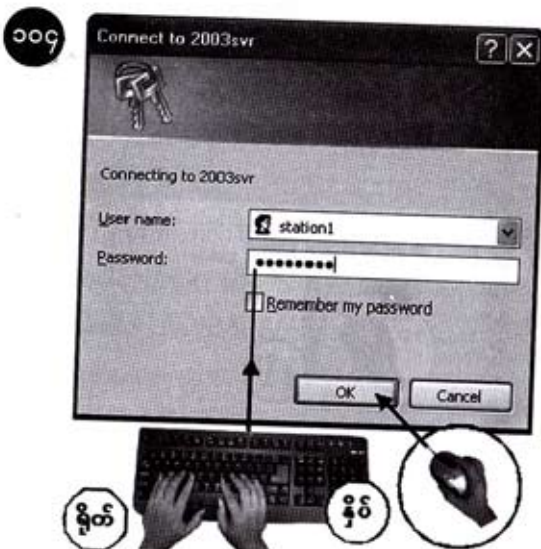 ၁၀၄
Connect to 2003svr
Connecting to 2003svr
User name:
station1
Password:
Remember my password
OK
Cancel
ရိုက်
နှိပ်